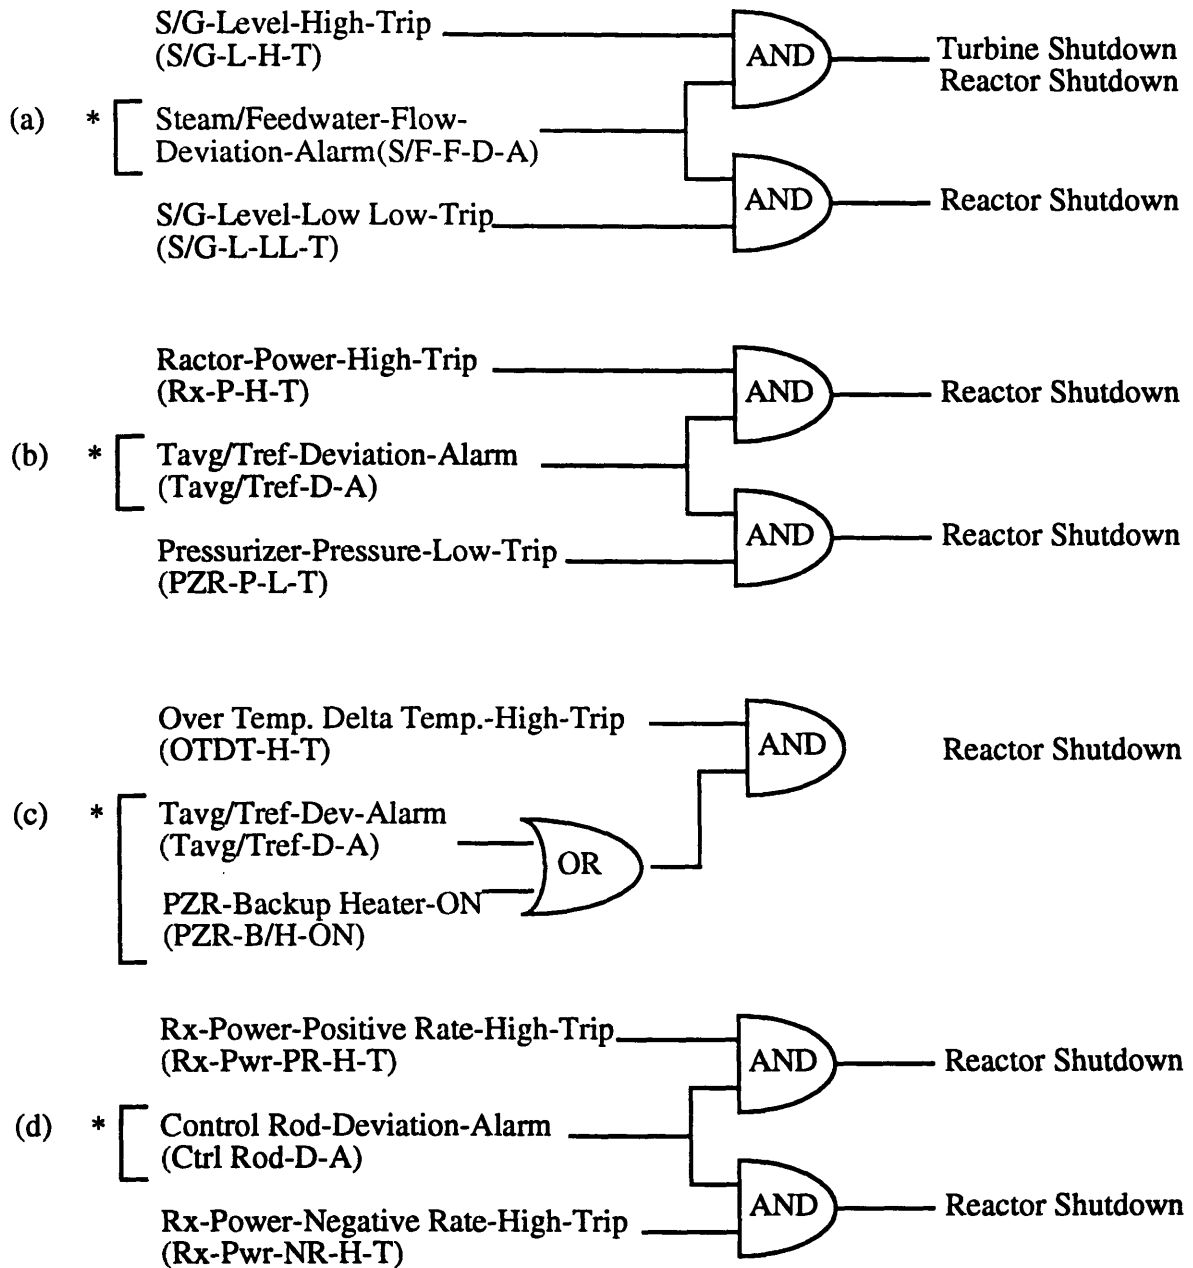 S/G-Level-High-Trip
(S/G-L-H-T)
AND
Turbine Shutdown
Reactor Shutdown
(a) * Steam/Feedwater-Flow-
Deviation-Alarm(S/F-F-D-A)
S/G-Level-Low Low-Trip
(S/G-L-LL-T)
AND
Reactor Shutdown
Ractor-Power-High-Trip
(Rx-P-H-T)
AND
Reactor Shutdown
(b) * Tavg/Tref-Deviation-Alarm
(Tavg/Tref-D-A)
Pressurizer-Pressure-Low-Trip
(PZR-P-L-T)
AND
Reactor Shutdown
Over Temp. Delta Temp.-High-Trip
(OTDT-H-T)
AND
Reactor Shutdown
(c) * Tavg/Tref-Dev-Alarm
(Tavg/Tref-D-A)
OR
PZR-Backup Heater-ON
(PZR-B/H-ON)
Rx-Power-Positive Rate-High-Trip
(Rx-Pwr-PR-H-T)
AND
Reactor Shutdown
(d) * Control Rod-Deviation-Alarm
(Ctrl Rod-D-A)
Rx-Power-Negative Rate-High-Trip
(Rx-Pwr-NR-H-T)
AND
Reactor Shutdown